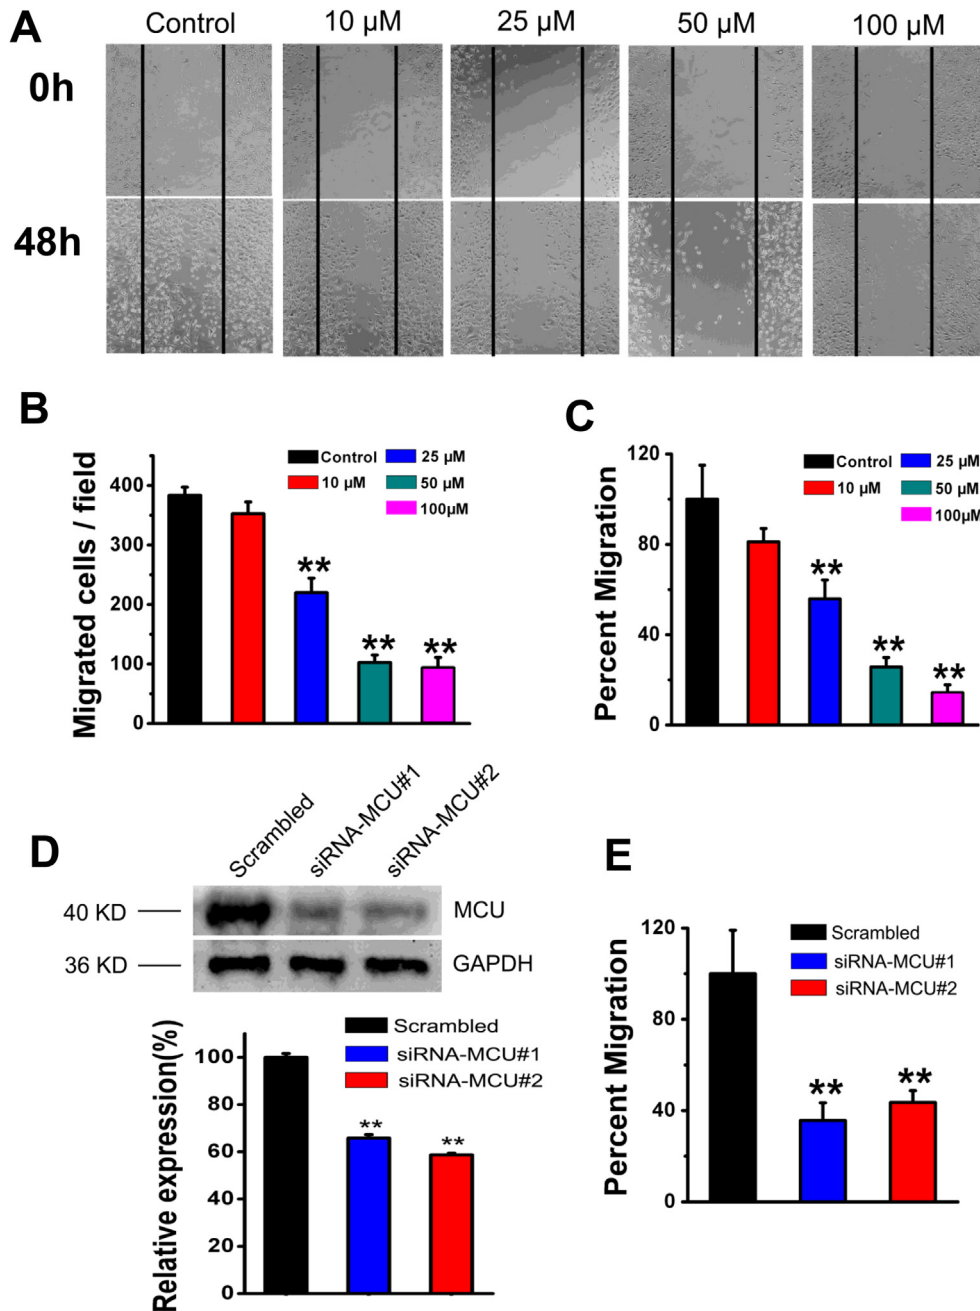 A
Control 10 µM 25 µM 50 µM 100 µM
0h
48h
B
Migrated cells / field
400
300
200
100
0
Control 25 µM
10 µM 50 µM
100µM
** ** **
C
Percent Migration
120
80
40
0
Control 25 µM
10 µM 50 µM
100µM
** ** **
D
Scrambled siRNA-MCU#1 siRNA-MCU#2
40 KD MCU
36 KD GAPDH
Relative expression(%)
100
80
60
40
20
0
Scrambled
siRNA-MCU#1
siRNA-MCU#2
** **
E
Percent Migration
120
80
40
0
Scrambled
siRNA-MCU#1
siRNA-MCU#2
** **